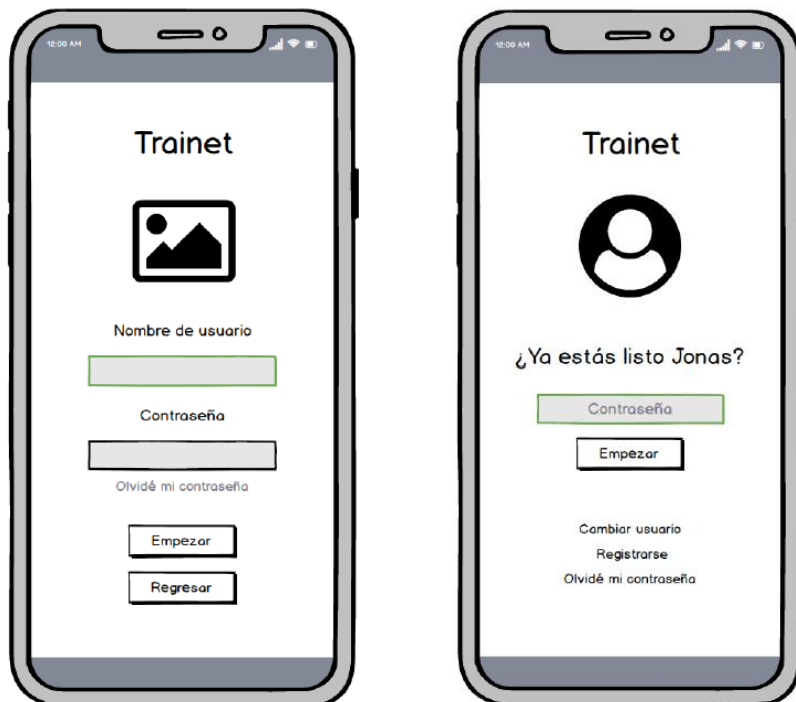 12:00 AM
Trainet
Nombre de usuario
Contraseña
Olvidé mi contraseña
Empezar
Regresar
12:00 AM
Trainet
¿Ya estás listo Jonas?
Contraseña
Empezar
Cambiar usuario
Registrarse
Olvidé mi contraseña